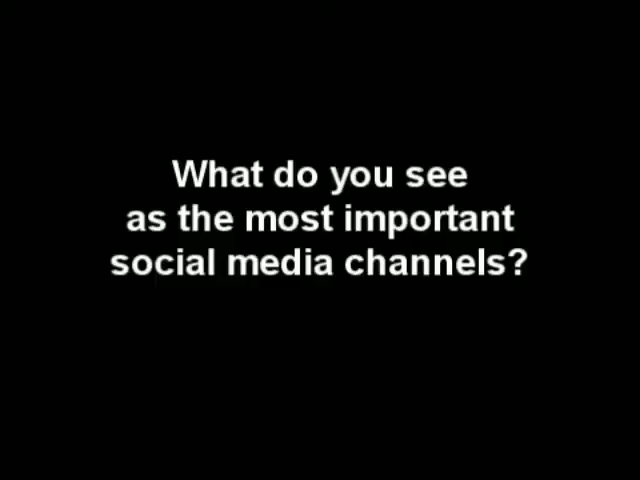 What do you see
as the most important
social media channels?